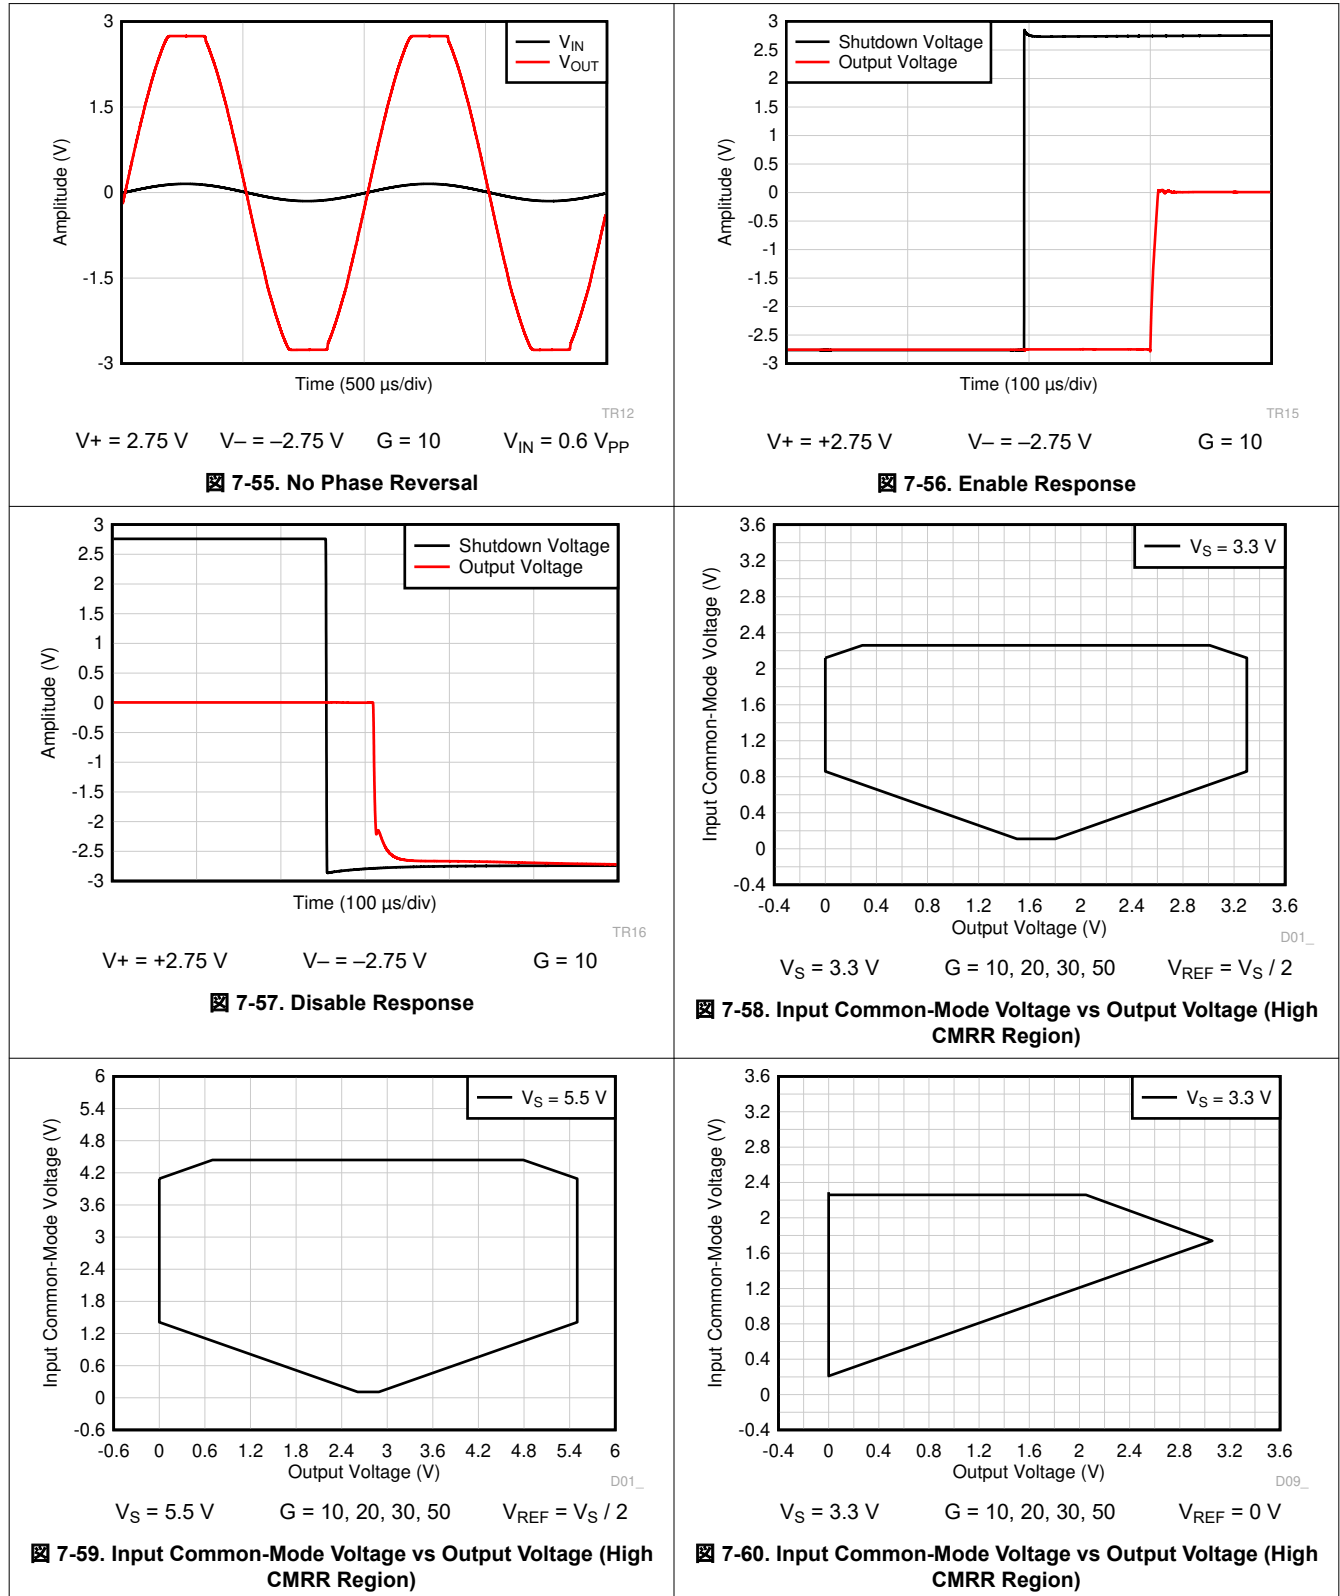 3
1.5
0
-1.5
-3
Amplitude (V)
Time (500 µs/div)
V_IN
V_OUT
TR12
V+ = 2.75 V V– = –2.75 V G = 10 V_IN = 0.6 V_PP
図 7-55. No Phase Reversal
3
2.5
2
1.5
1
0.5
0
-0.5
-1
-1.5
-2
-2.5
-3
Amplitude (V)
Time (100 µs/div)
Shutdown Voltage
Output Voltage
TR15
V+ = +2.75 V V– = –2.75 V G = 10
図 7-56. Enable Response
3
2.5
2
1.5
1
0.5
0
-0.5
-1
-1.5
-2
-2.5
-3
Amplitude (V)
Time (100 µs/div)
Shutdown Voltage
Output Voltage
TR16
V+ = +2.75 V V– = –2.75 V G = 10
図 7-57. Disable Response
3.6
3.2
2.8
2.4
2
1.6
1.2
0.8
0.4
0
-0.4
Input Common-Mode Voltage (V)
-0.4 0 0.4 0.8 1.2 1.6 2 2.4 2.8 3.2 3.6
Output Voltage (V)
V_S = 3.3 V
D01_
V_S = 3.3 V G = 10, 20, 30, 50 V_REF = V_S / 2
図 7-58. Input Common-Mode Voltage vs Output Voltage (High
CMRR Region)
6
5.4
4.8
4.2
3.6
3
2.4
1.8
1.2
0.6
0
-0.6
Input Common-Mode Voltage (V)
-0.6 0 0.6 1.2 1.8 2.4 3 3.6 4.2 4.8 5.4 6
Output Voltage (V)
V_S = 5.5 V
D01_
V_S = 5.5 V G = 10, 20, 30, 50 V_REF = V_S / 2
図 7-59. Input Common-Mode Voltage vs Output Voltage (High
CMRR Region)
3.6
3.2
2.8
2.4
2
1.6
1.2
0.8
0.4
0
-0.4
Input Common-Mode Voltage (V)
-0.4 0 0.4 0.8 1.2 1.6 2 2.4 2.8 3.2 3.6
Output Voltage (V)
V_S = 3.3 V
D09_
V_S = 3.3 V G = 10, 20, 30, 50 V_REF = 0 V
図 7-60. Input Common-Mode Voltage vs Output Voltage (High
CMRR Region)